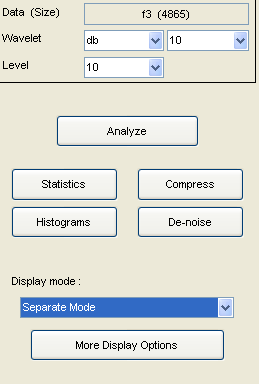 Data (Size) f3 (4865)
Wavelet db 10
Level 10
Analyze
Statistics Compress
Histograms De-noise
Display mode :
Separate Mode
More Display Options